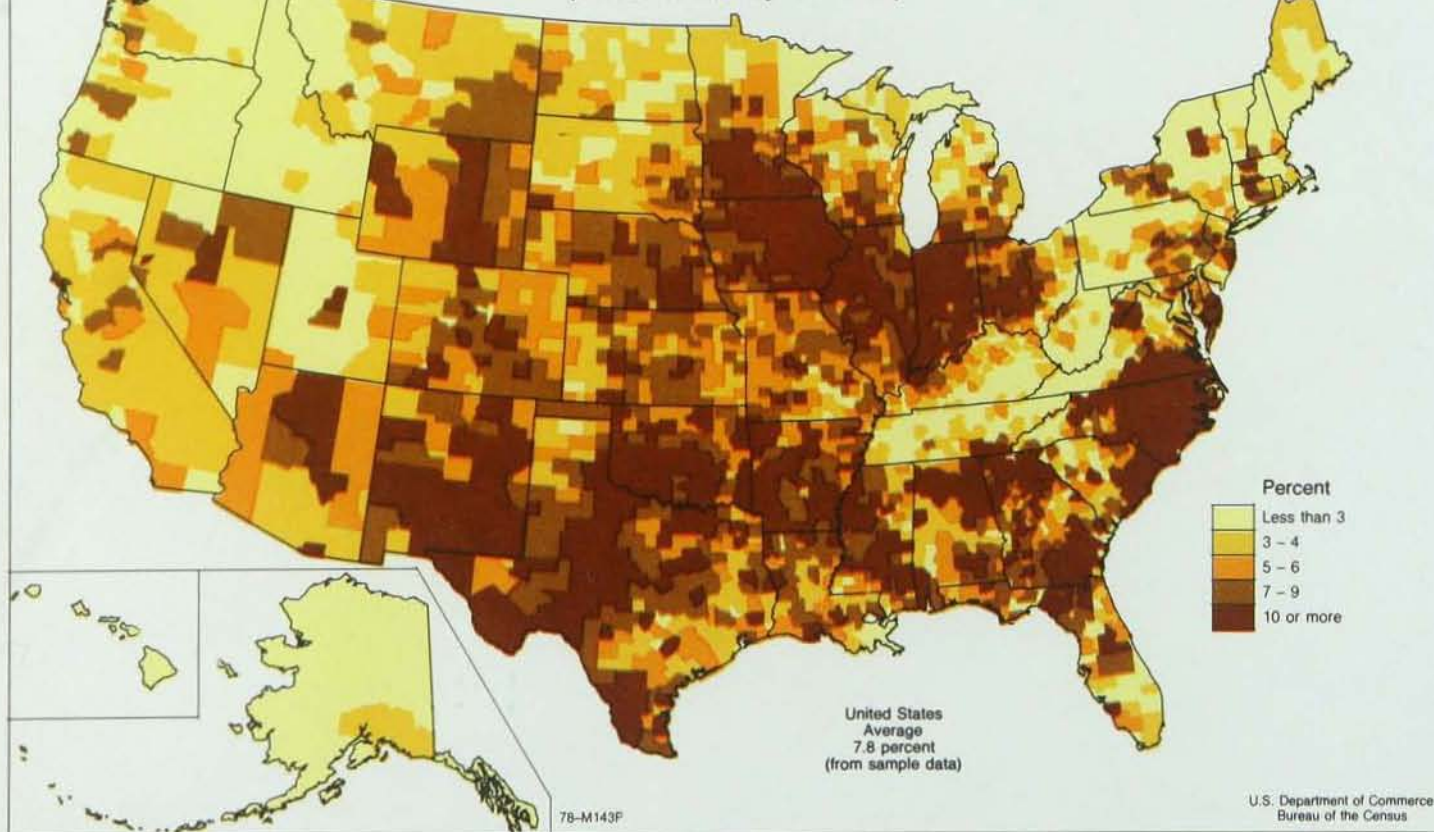 Percent
Less than 3
3 – 4
5 – 6
7 – 9
10 or more
United States
Average
7.8 percent
(from sample data)
78-M143P
U.S. Department of Commerce
Bureau of the Census